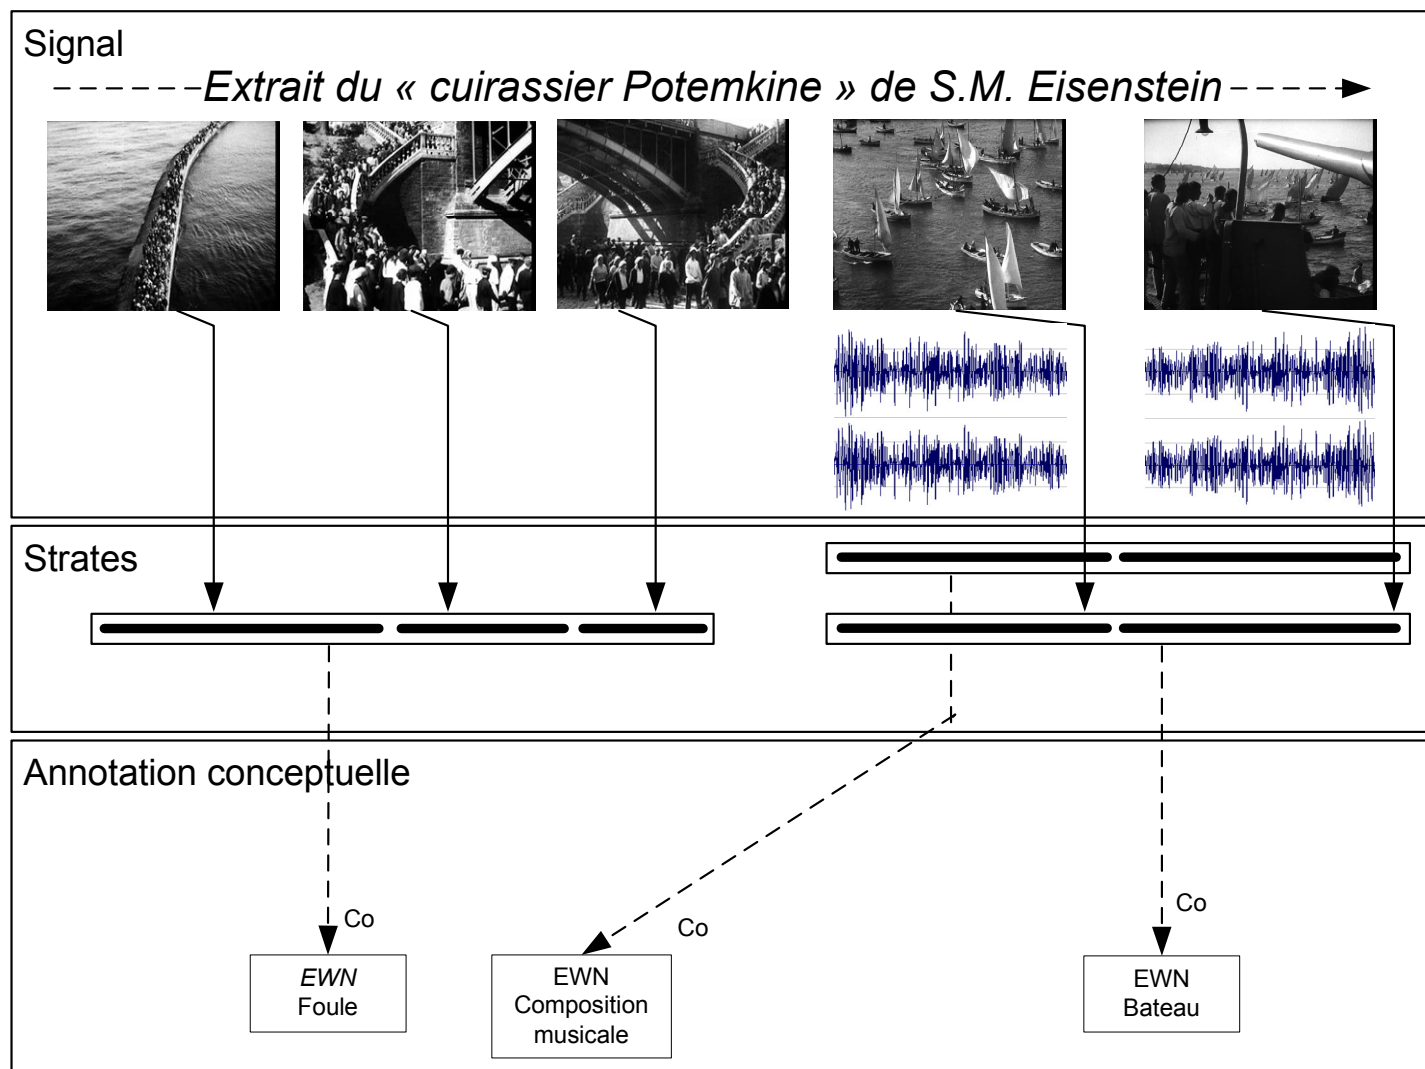 Signal
Extrait du « cuirassier Potemkine » de S.M. Eisenstein
Strates
Annotation conceptuelle
Co
Co
Co
EWN
Foule
EWN
Composition
musicale
EWN
Bateau